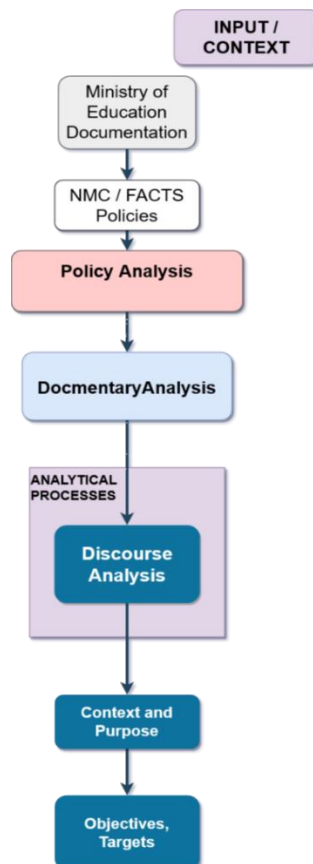 INPUT /
CONTEXT
Ministry of
Education
Documentation
NMC / FACTS
Policies
Policy Analysis
DocmentaryAnalysis
ANALYTICAL
PROCESSES
Discourse
Analysis
Context and
Purpose
Objectives,
Targets